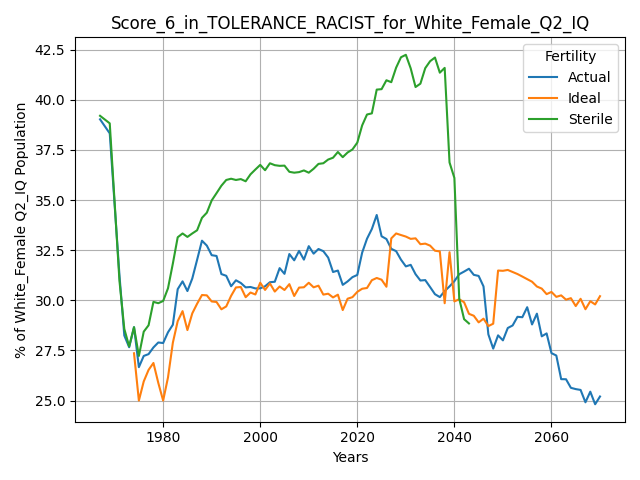 Score_6_in_TOLERANCE_RACIST_for_White_Female_Q2_IQ
Fertility
Actual
Ideal
Sterile
% of White_Female Q2_IQ Population
42.5
40.0
37.5
35.0
32.5
30.0
27.5
25.0
1980
2000
2020
2040
2060
Years